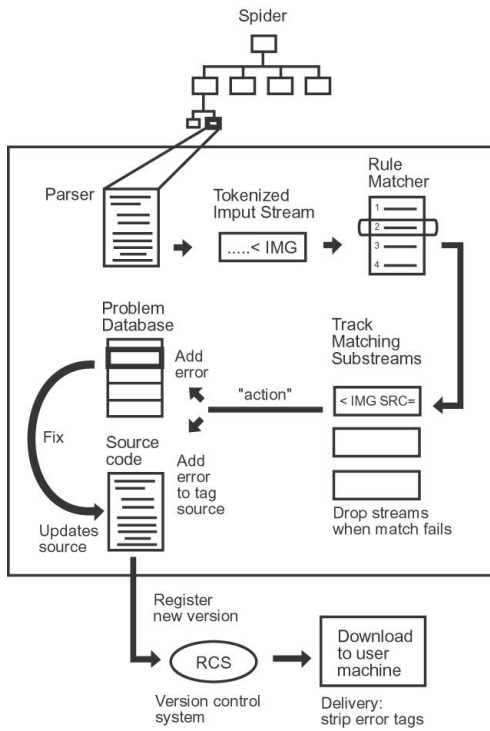 Spider
Parser
Tokenized
Imput Stream
.....< IMG
Rule
Matcher
1
2
3
4
Problem
Database
Add
error
"action"
Track
Matching
Substreams
< IMG SRC=
Fix
Source
code
Add
error
to tag
source
Updates
source
Drop streams
when match fails
Register
new version
RCS
Version control
system
Download
to user
machine
Delivery:
strip error tags